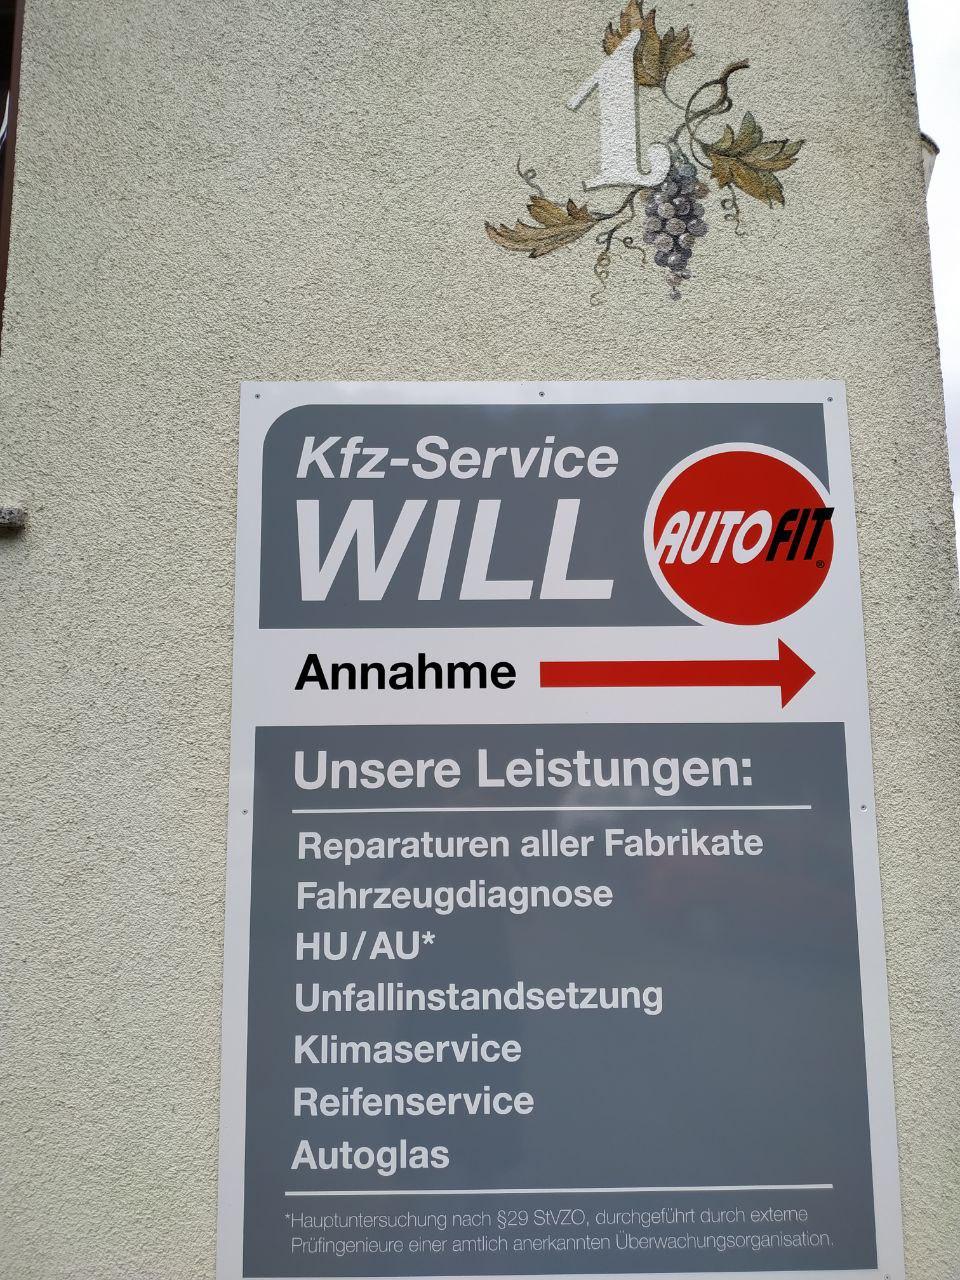 1
Kfz-Service
WILL
AUTOFIT®
Annahme
Unsere Leistungen:
Reparaturen aller Fabrikate
Fahrzeugdiagnose
HU/AU*
Unfallinstandsetzung
Klimaservice
Reifenservice
Autoglas
*Hauptuntersuchung nach §29 StVZO, durchgeführt durch externe
Prüfingenieure einer amtlich anerkannten Überwachungsorganisation.